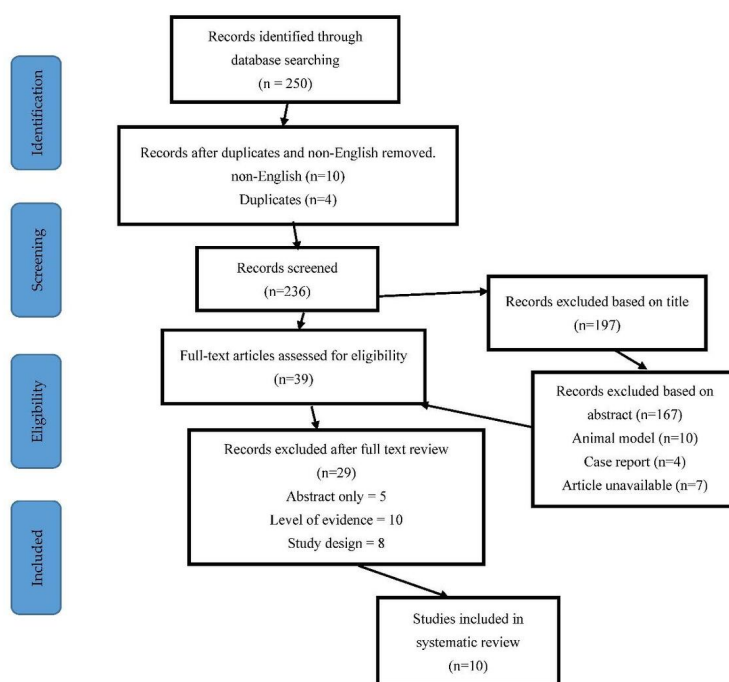 Identification
Records identified through
database searching
(n = 250)
Records after duplicates and non-English removed.
non-English (n=10)
Duplicates (n=4)
Screening
Records screened
(n=236)
Records excluded based on title
(n=197)
Eligibility
Full-text articles assessed for eligibility
(n=39)
Records excluded based on
abstract (n=167)
Animal model (n=10)
Case report (n=4)
Article unavailable (n=7)
Records excluded after full text review
(n=29)
Abstract only = 5
Level of evidence = 10
Study design = 8
Included
Studies included in
systematic review
(n=10)